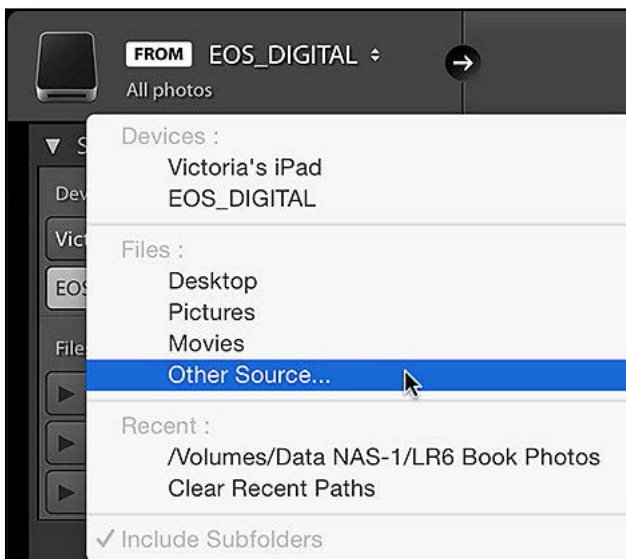 FROM EOS_DIGITAL
All photos
Devices :
Victoria's iPad
EOS_DIGITAL
Files :
Desktop
Pictures
Movies
Other Source...
Recent :
/Volumes/Data NAS-1/LR6 Book Photos
Clear Recent Paths
✓ Include Subfolders